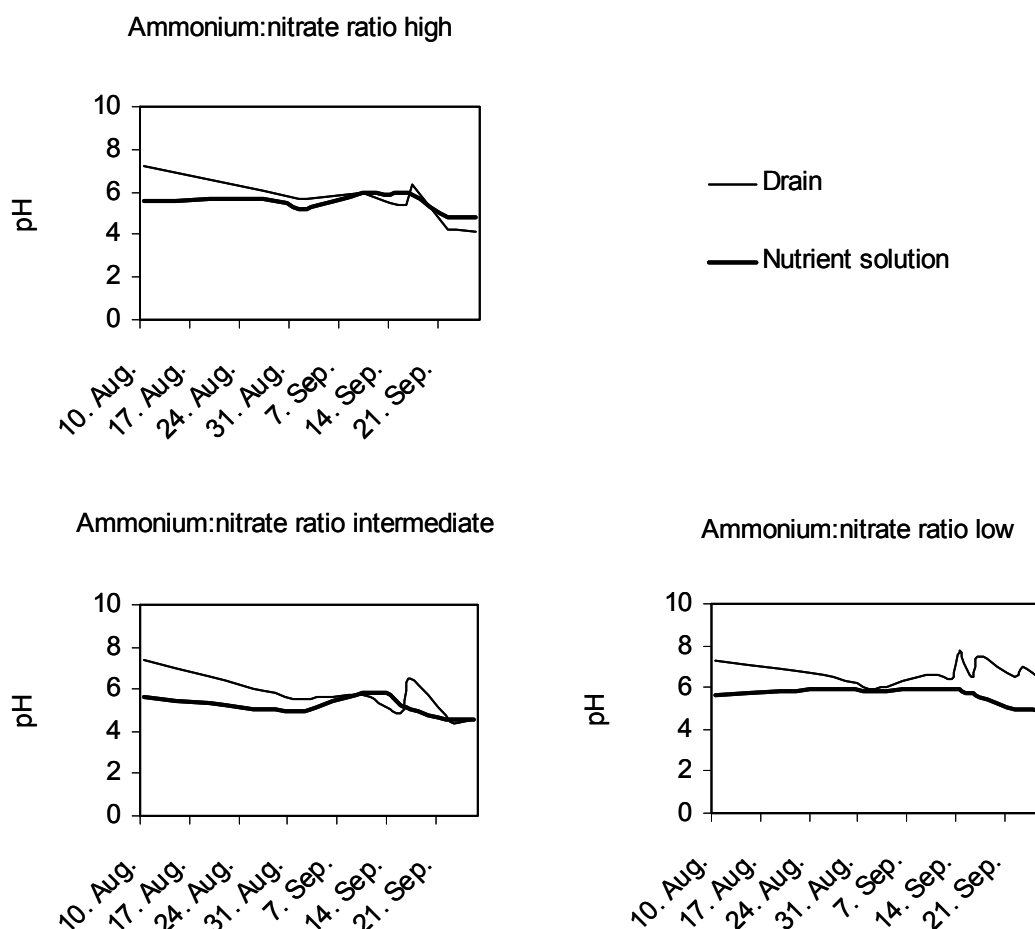 Ammonium:nitrate ratio high
10
8
6
4
2
0
pH
10. Aug.
17. Aug.
24. Aug.
31. Aug.
7. Sep.
14. Sep.
21. Sep.
Drain
Nutrient solution
Ammonium:nitrate ratio intermediate
10
8
6
4
2
0
pH
10. Aug.
17. Aug.
24. Aug.
31. Aug.
7. Sep.
14. Sep.
21. Sep.
Ammonium:nitrate ratio low
10
8
6
4
2
0
pH
10. Aug.
17. Aug.
24. Aug.
31. Aug.
7. Sep.
14. Sep.
21. Sep.